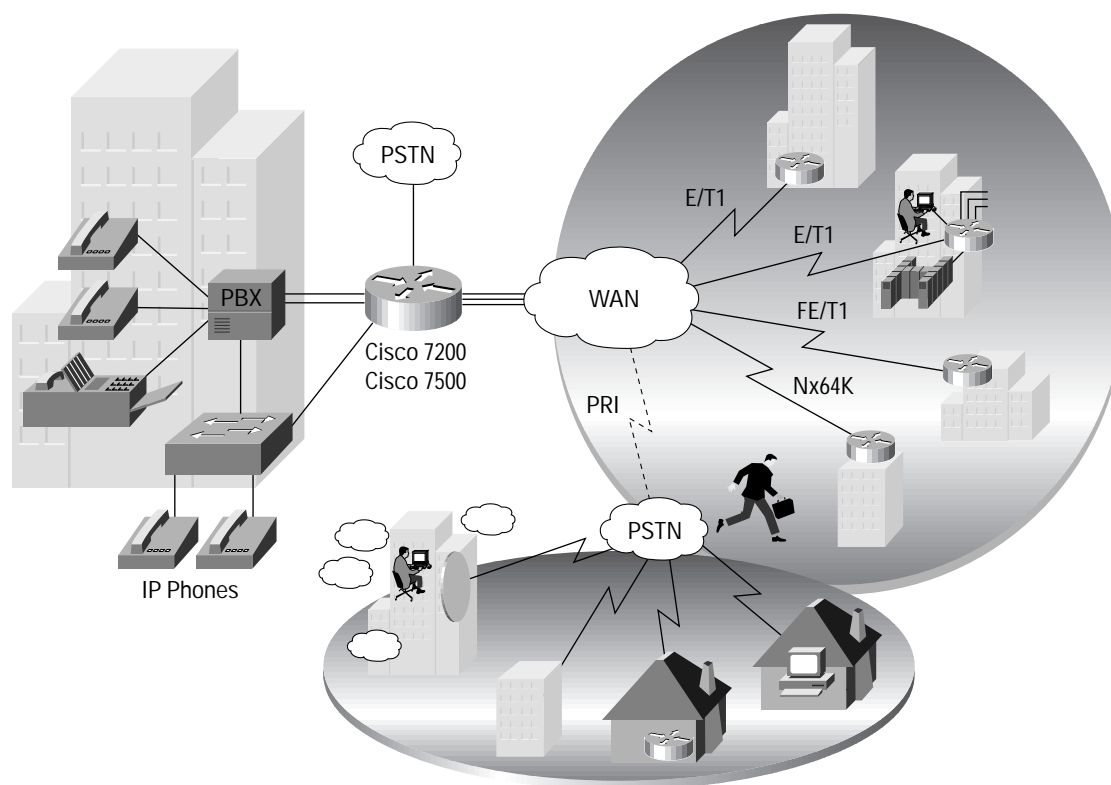 PSTN
E/T1
E/T1
PBX
WAN
FE/T1
Cisco 7200
Cisco 7500
Nx64K
PRI
PSTN
IP Phones